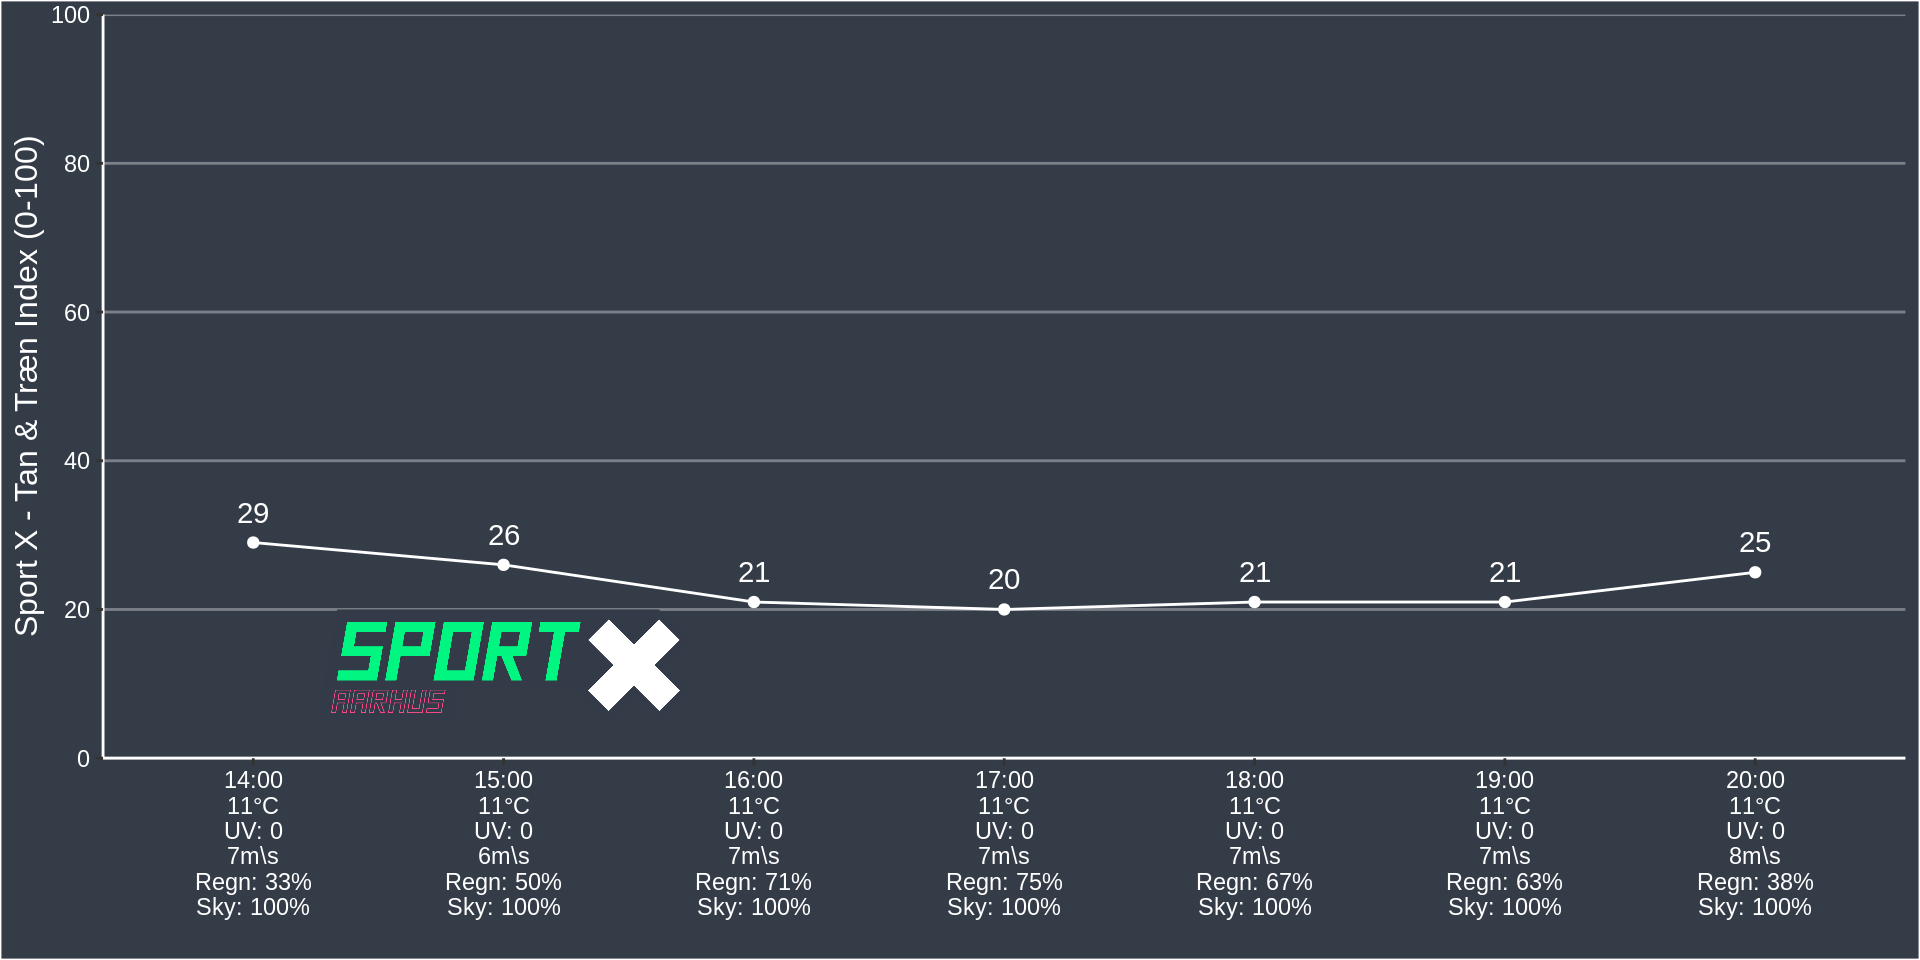 Sport X - Tan & Træn Index (0-100)
100
80
60
40
20
0
29
26
21
20
21
21
25
SPORT X
AARHUS
14:00
11°C
UV: 0
7m\s
Regn: 33%
Sky: 100%
15:00
11°C
UV: 0
6m\s
Regn: 50%
Sky: 100%
16:00
11°C
UV: 0
7m\s
Regn: 71%
Sky: 100%
17:00
11°C
UV: 0
7m\s
Regn: 75%
Sky: 100%
18:00
11°C
UV: 0
7m\s
Regn: 67%
Sky: 100%
19:00
11°C
UV: 0
7m\s
Regn: 63%
Sky: 100%
20:00
11°C
UV: 0
8m\s
Regn: 38%
Sky: 100%